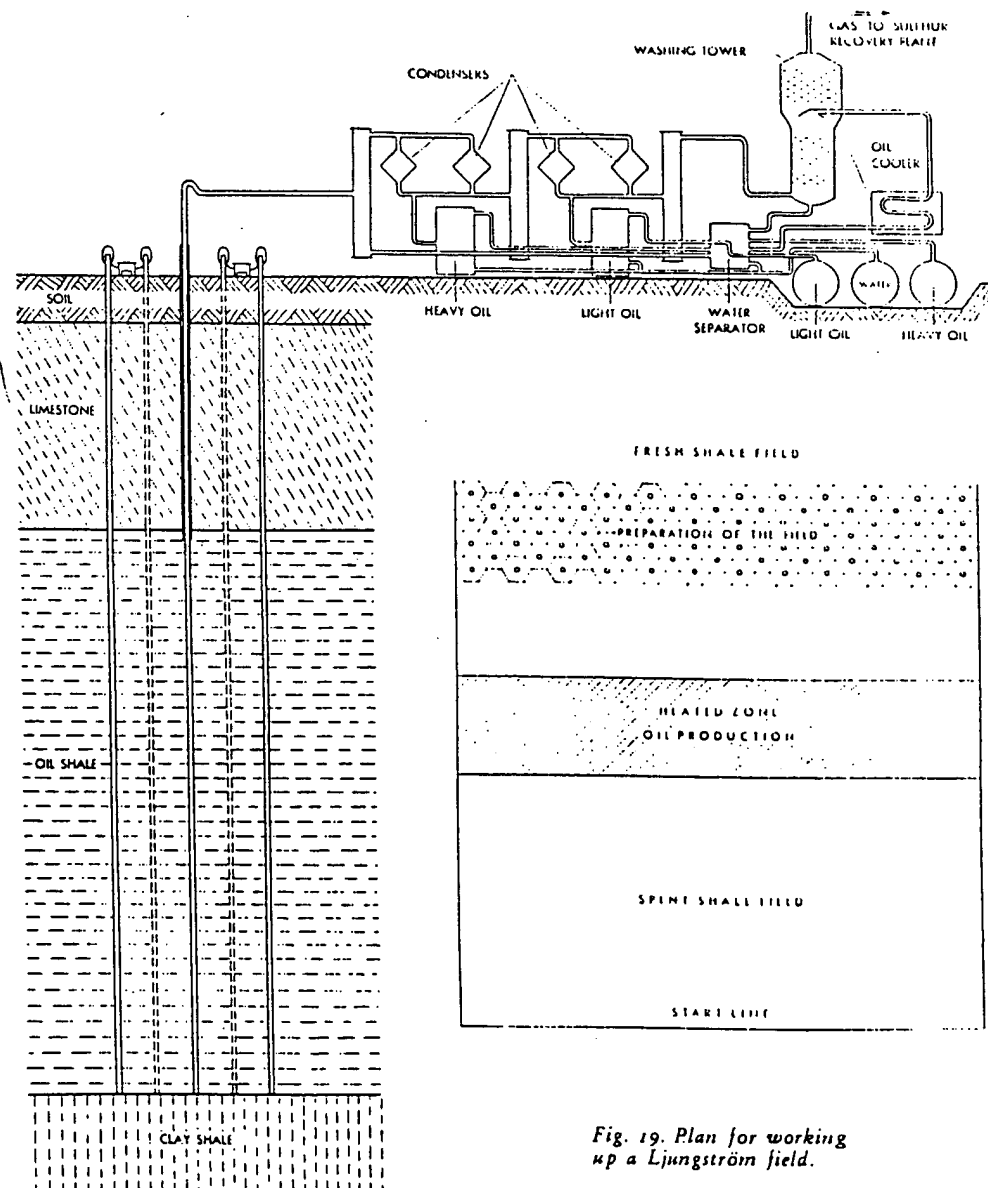 GAS TO SULPHUR
RECOVERY PLANT
WASHING TOWER
CONDENSERS
OIL
COOLER
SOIL
HEAVY OIL
LIGHT OIL
WATER
SEPARATOR
LIGHT OIL
WATER
HEAVY OIL
LIMESTONE
FRESH SHALE FIELD
PREPARATION OF THE FIELD
HEATED ZONE
OIL PRODUCTION
OIL SHALE
SPENT SHALE FIELD
START LINE
CLAY SHALE
Fig. 19. Plan for working
up a Ljungström field.